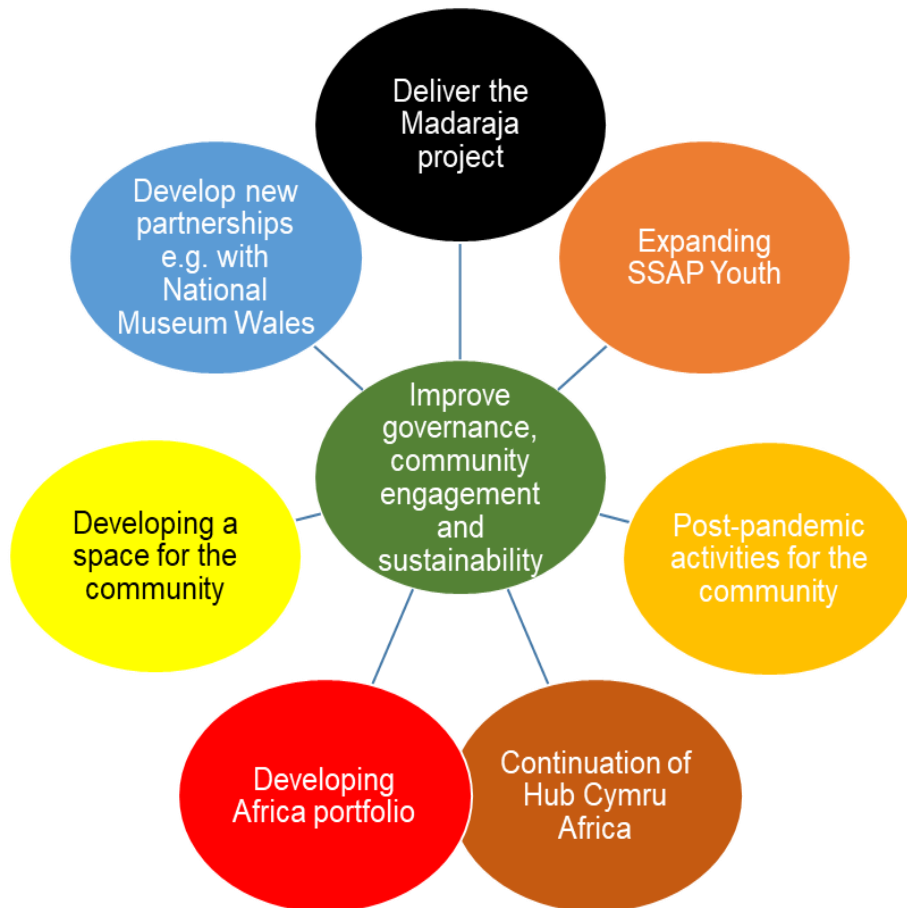 Deliver the
Madaraja
project
Develop new
partnerships
e.g. with
National
Museum Wales
Expanding
SSAP Youth
Improve
governance,
community
engagement
and
sustainability
Developing a
space for the
community
Post-pandemic
activities for the
community
Developing
Africa portfolio
Continuation of
Hub Cymru
Africa